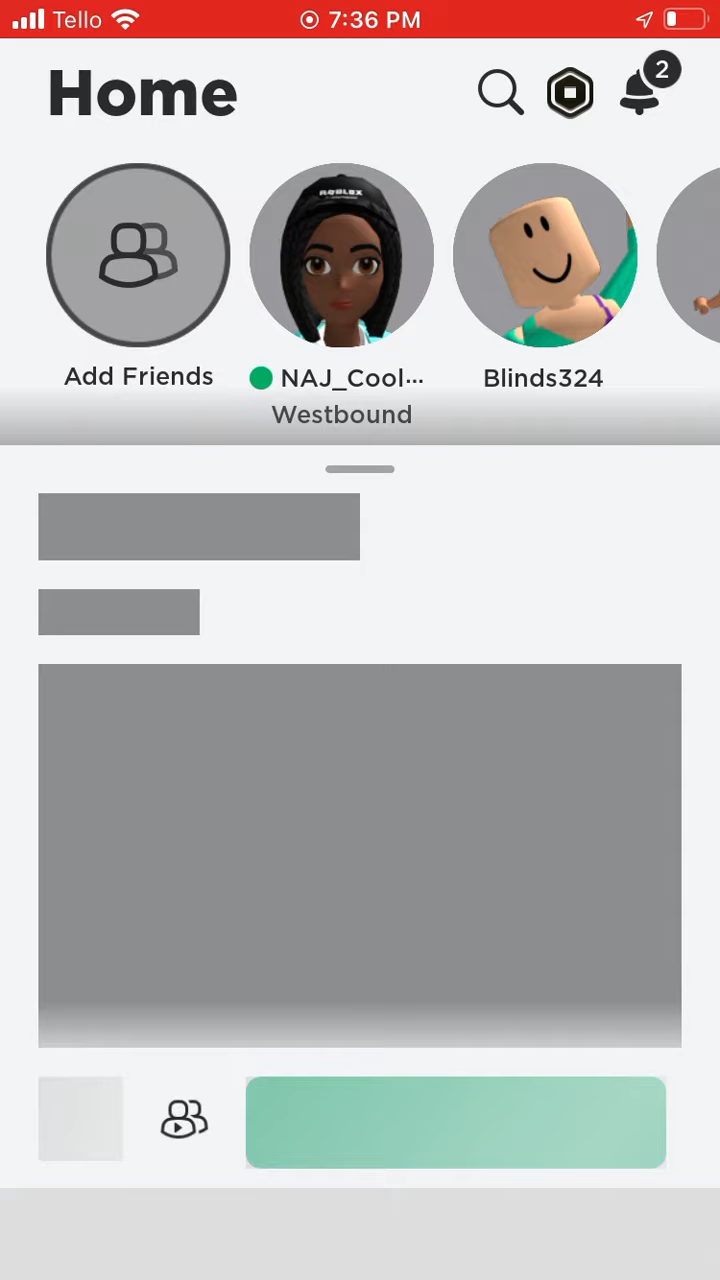 Tello 7:36 PM
Home
2
ROBLOX
Add Friends
NAJ_Cool...
Blinds324
Westbound